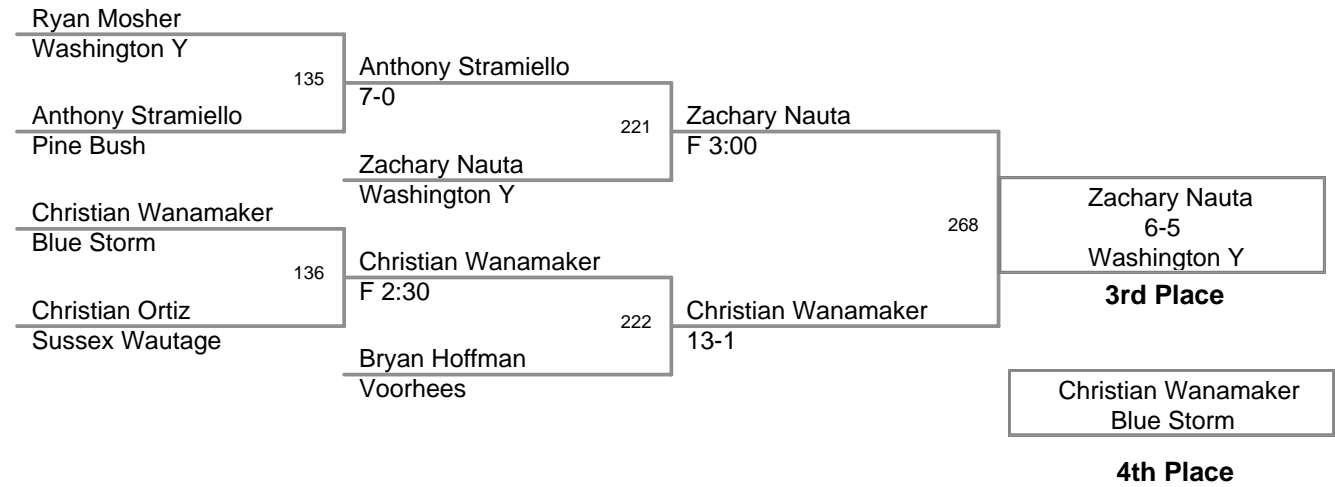 Ryan Mosher
Washington Y
135
Anthony Stramiello
7-0
Anthony Stramiello
Pine Bush
221
Zachary Nauta
F 3:00
Zachary Nauta
Washington Y
Christian Wanamaker
Blue Storm
136
Christian Wanamaker
F 2:30
Christian Ortiz
Sussex Wautage
222
Christian Wanamaker
13-1
Bryan Hoffman
Voorhees
268
Zachary Nauta
6-5
Washington Y
3rd Place
Christian Wanamaker
Blue Storm
4th Place